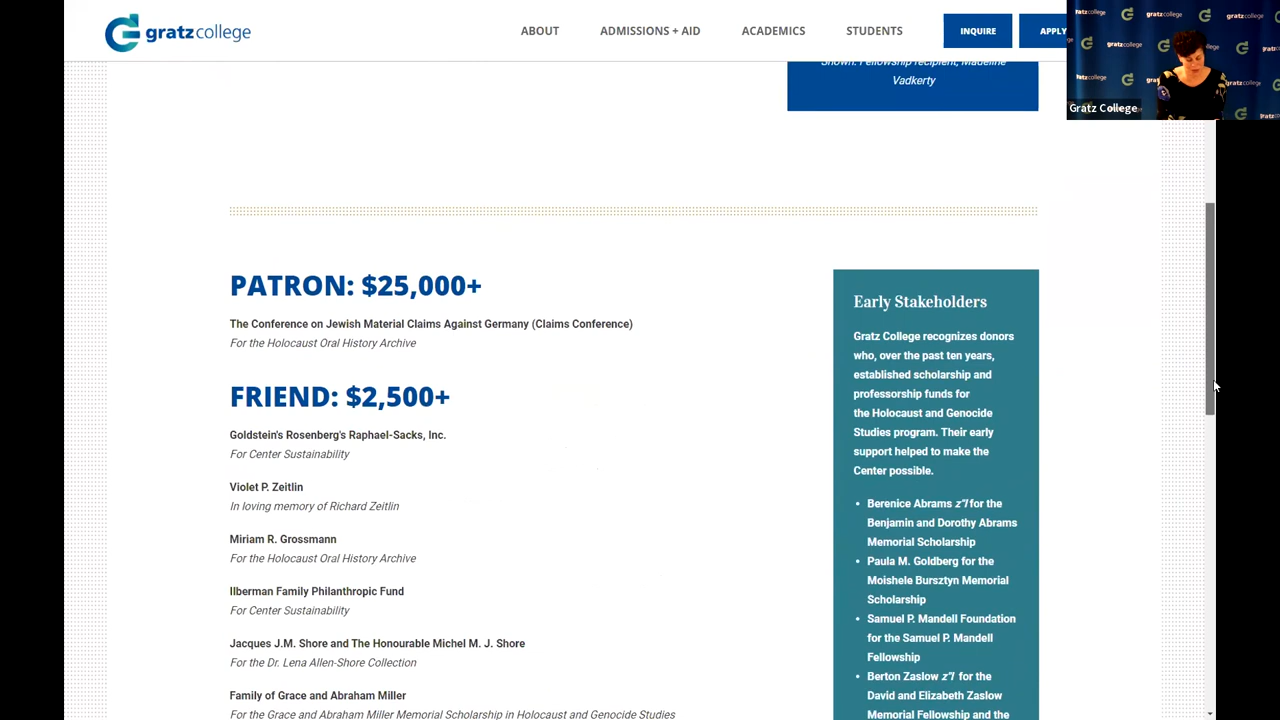 gratzcollege
ABOUT
ADMISSIONS + AID
ACADEMICS
STUDENTS
INQUIRE
APPLY
Gratz College
Shown: Fellowship recipient, Madeline
Vadkerty
PATRON: $25,000+
The Conference on Jewish Material Claims Against Germany (Claims Conference)
For the Holocaust Oral History Archive
FRIEND: $2,500+
Goldstein's Rosenberg's Raphael-Sacks, Inc.
For Center Sustainability
Violet P. Zeitlin
In loving memory of Richard Zeitlin
Miriam R. Grossmann
For the Holocaust Oral History Archive
Ilberman Family Philanthropic Fund
For Center Sustainability
Jacques J.M. Shore and The Honourable Michel M. J. Shore
For the Dr. Lena Allen-Shore Collection
Family of Grace and Abraham Miller
For the Grace and Abraham Miller Memorial Scholarship in Holocaust and Genocide Studies
Early Stakeholders
Gratz College recognizes donors
who, over the past ten years,
established scholarship and
professorship funds for
the Holocaust and Genocide
Studies program. Their early
support helped to make the
Center possible.
• Berenice Abrams z"l for the
Benjamin and Dorothy Abrams
Memorial Scholarship
• Paula M. Goldberg for the
Moishele Bursztyn Memorial
Scholarship
• Samuel P. Mandell Foundation
for the Samuel P. Mandell
Fellowship
• Berton Zaslow z"l for the
David and Elizabeth Zaslow
Memorial Fellowship and the